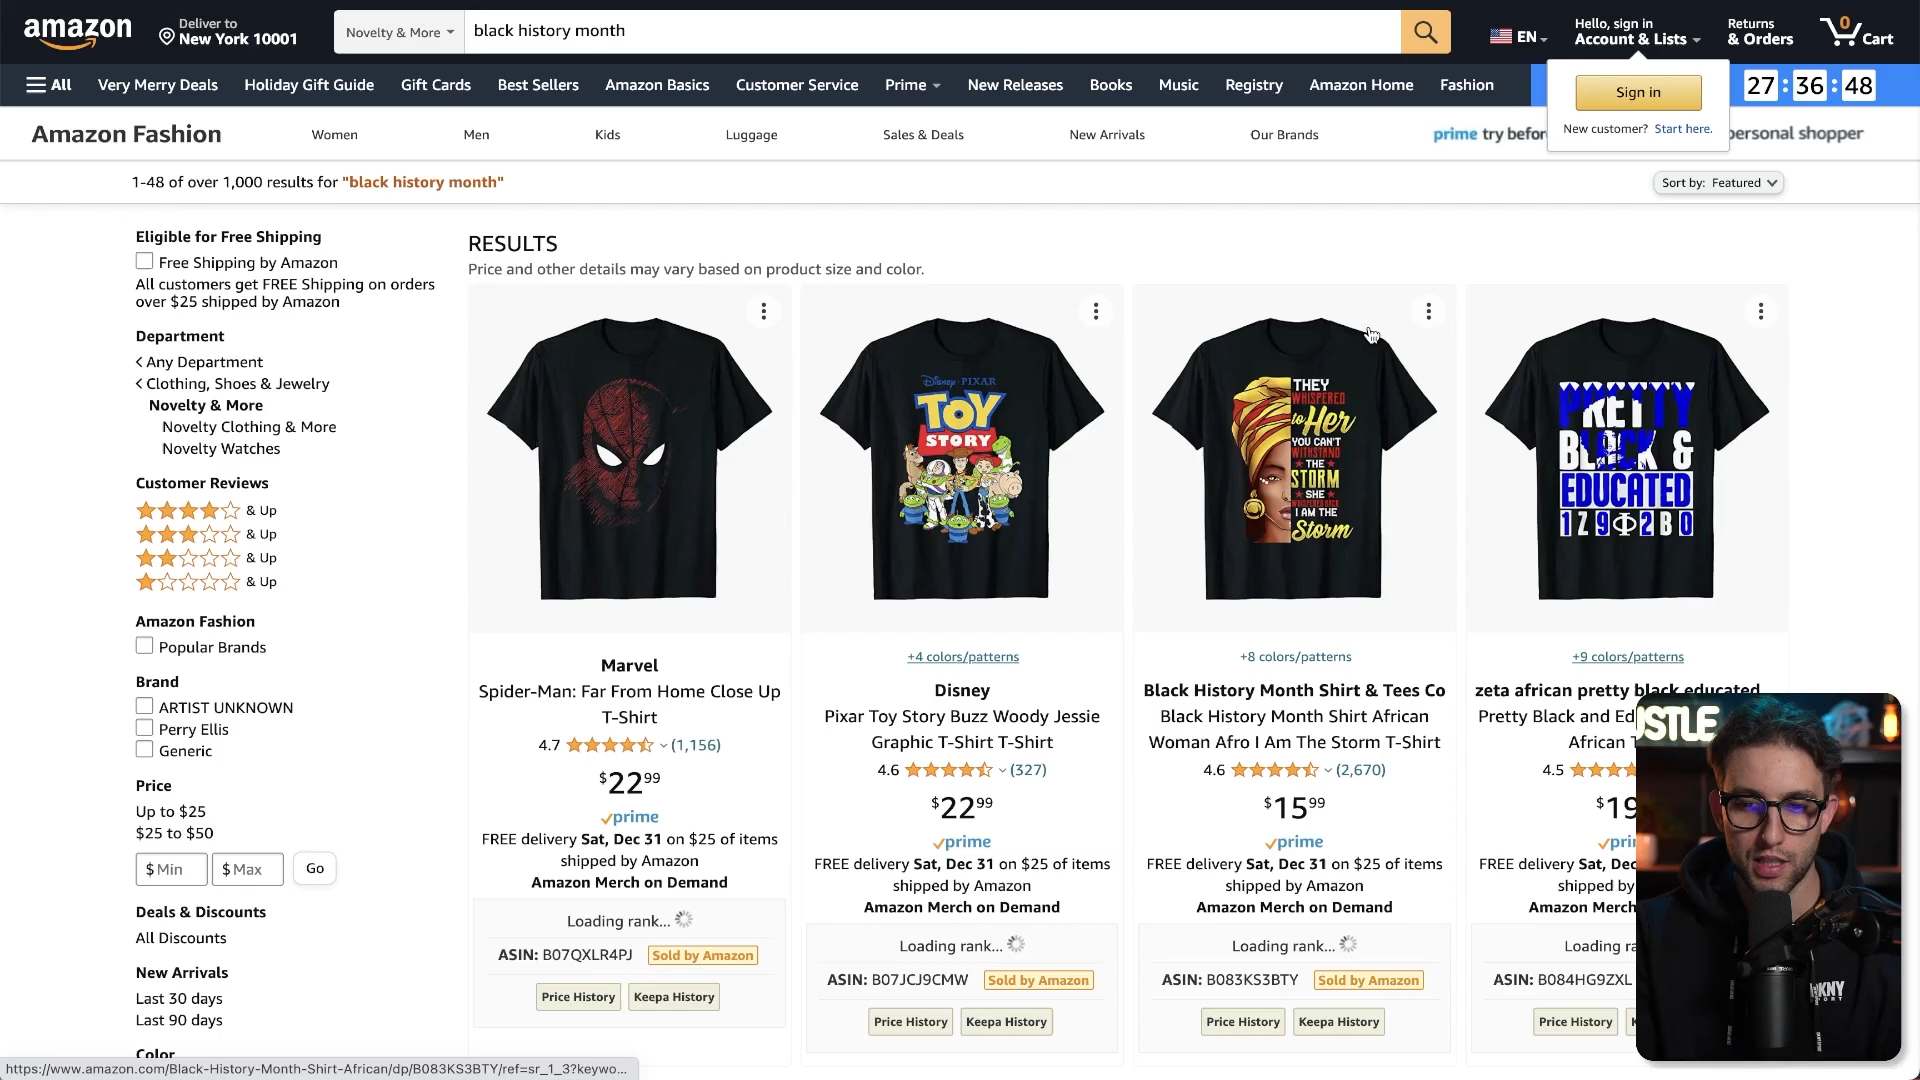 amazon
Deliver to
New York 10001
Novelty & More
black history month
EN
Hello, sign in
Account & Lists
Returns
& Orders
0
Cart
All
Very Merry Deals
Holiday Gift Guide
Gift Cards
Best Sellers
Amazon Basics
Customer Service
Prime
New Releases
Books
Music
Registry
Amazon Home
Fashion
Sign in
New customer? Start here.
27 : 36 : 48
Amazon Fashion
Women
Men
Kids
Luggage
Sales & Deals
New Arrivals
Our Brands
prime try
personal shopper
1-48 of over 1,000 results for "black history month"
Sort by: Featured
Eligible for Free Shipping
Free Shipping by Amazon
All customers get FREE Shipping on orders
over $25 shipped by Amazon
Department
Any Department
Clothing, Shoes & Jewelry
Novelty & More
Novelty Clothing & More
Novelty Watches
Customer Reviews
& Up
& Up
& Up
& Up
Amazon Fashion
Popular Brands
Brand
ARTIST UNKNOWN
Perry Ellis
Generic
Price
Up to $25
$25 to $50
$ Min
$ Max
Go
Deals & Discounts
All Discounts
New Arrivals
Last 30 days
Last 90 days
Color
RESULTS
Price and other details may vary based on product size and color.
Marvel
Spider-Man: Far From Home Close Up
T-Shirt
4.7 (1,156)
$22 99
prime
FREE delivery Sat, Dec 31 on $25 of items
shipped by Amazon
Amazon Merch on Demand
Loading rank...
ASIN: B07QXLR4PJ Sold by Amazon
Price History Keepa History
Disney PIXAR
TOY
STORY
+4 colors/patterns
Disney
Pixar Toy Story Buzz Woody Jessie
Graphic T-Shirt T-Shirt
4.6 (327)
$22 99
prime
FREE delivery Sat, Dec 31 on $25 of items
shipped by Amazon
Amazon Merch on Demand
Loading rank...
ASIN: B07JCJ9CMW Sold by Amazon
Price History Keepa History
THEY
WHISPERED
to Her
YOU CAN'T
WITHSTAND
THE
STORM
SHE
WHISPERED BACK
I AM THE
Storm
+8 colors/patterns
Black History Month Shirt & Tees Co
Black History Month Shirt African
Woman Afro I Am The Storm T-Shirt
4.6 (2,670)
$15 99
prime
FREE delivery Sat, Dec 31 on $25 of items
shipped by Amazon
Amazon Merch on Demand
Loading rank...
ASIN: B083KS3BTY Sold by Amazon
Price History Keepa History
PRETTY
BLACK &
EDUCATED
1Z9Φ2B0
+9 colors/patterns
zeta african pretty black educated
Pretty Black and Ed
African
4.5
$19
FREE delivery Sat, Dec
shipped by
Amazon Merch
Loading ra
ASIN: B084HG9ZXL
Price History
https://www.amazon.com/Black-History-Month-Shirt-African/dp/B083KS3BTY/ref=sr_1_3?keywo...